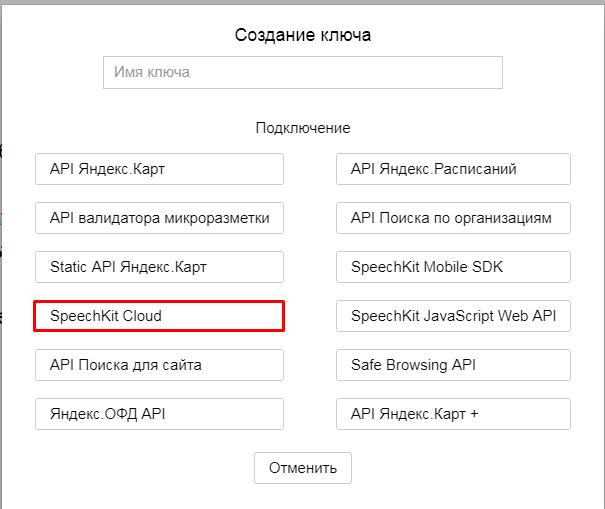 Создание ключа
Имя ключа
Подключение
API Яндекс.Карт
API Яндекс.Расписаний
API валидатора микроразметки
API Поиска по организациям
Static API Яндекс.Карт
SpeechKit Mobile SDK
SpeechKit Cloud
SpeechKit JavaScript Web API
API Поиска для сайта
Safe Browsing API
Яндекс.ОФД API
API Яндекс.Карт +
Отменить